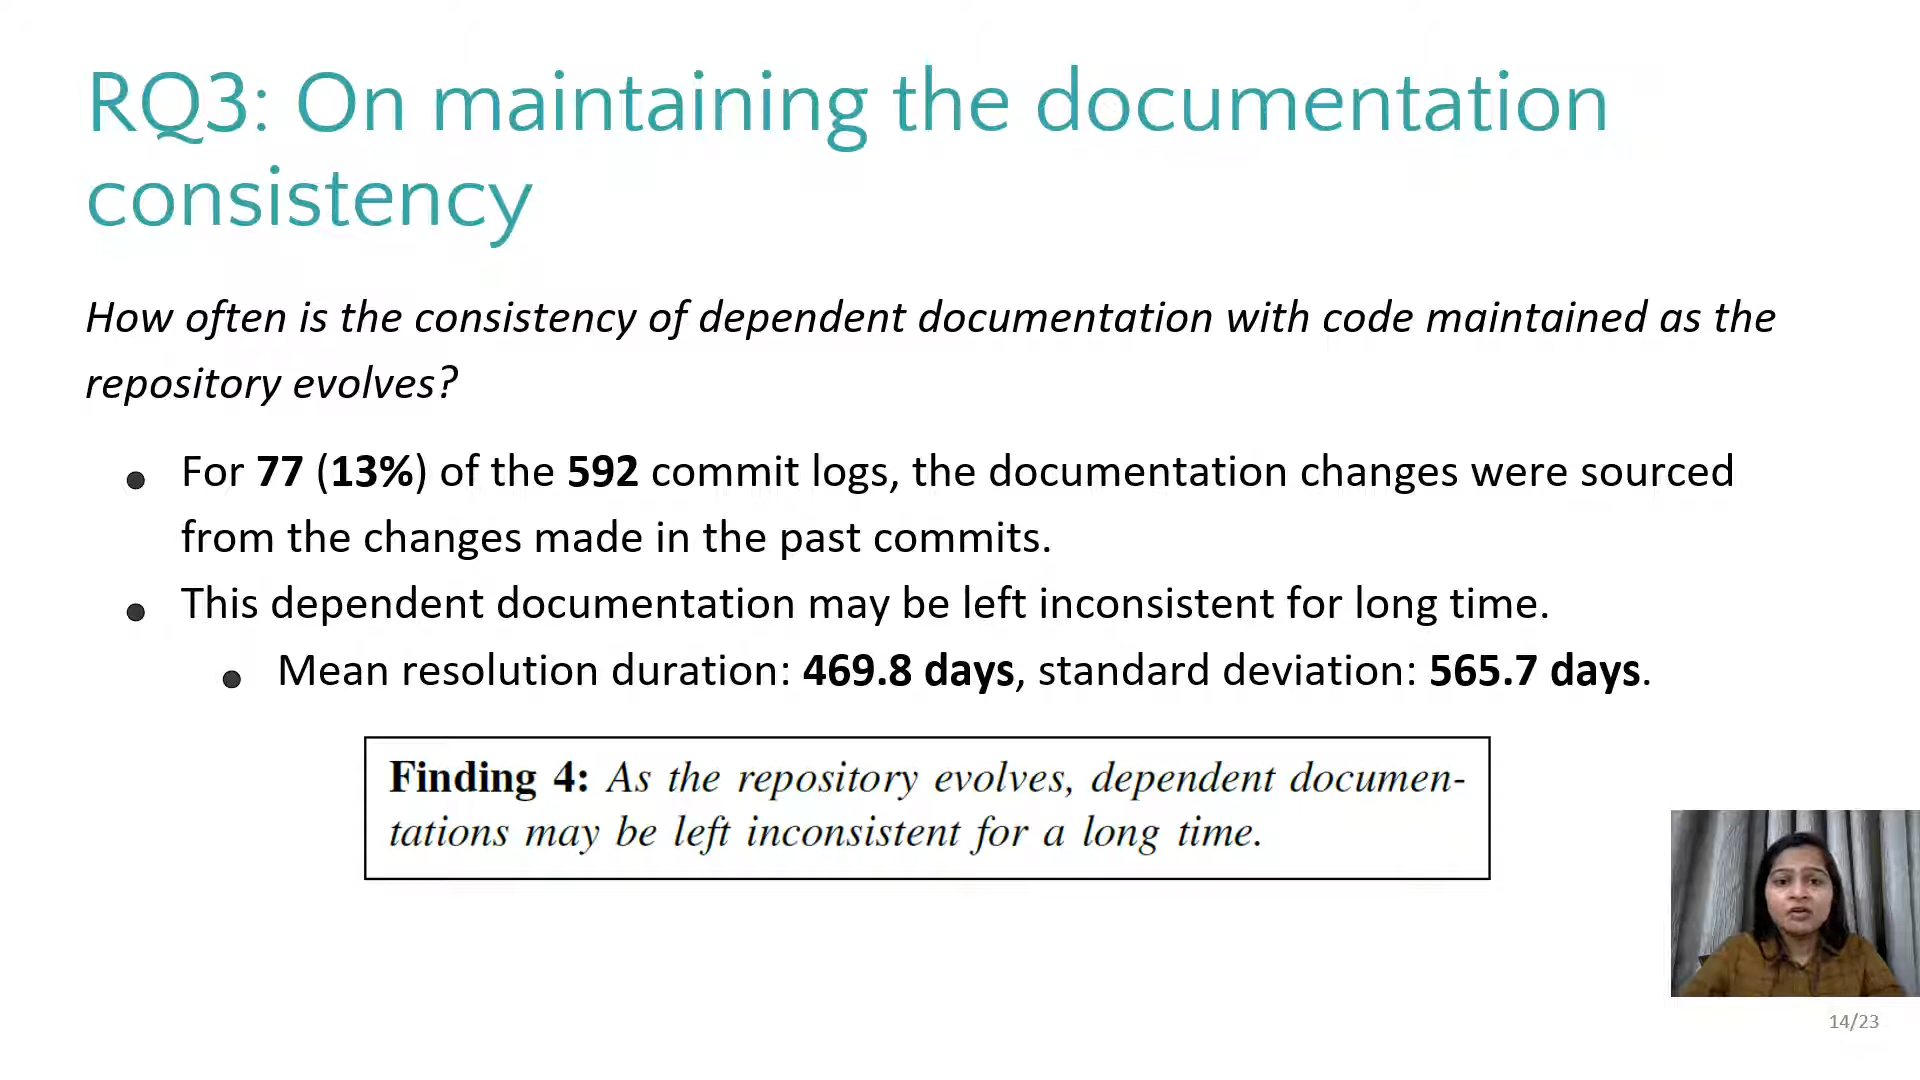 RQ3: On maintaining the documentation
consistency
How often is the consistency of dependent documentation with code maintained as the
repository evolves?
● For 77 (13%) of the 592 commit logs, the documentation changes were sourced
from the changes made in the past commits.
● This dependent documentation may be left inconsistent for long time.
● Mean resolution duration: 469.8 days, standard deviation: 565.7 days.
Finding 4: As the repository evolves, dependent documen-
tations may be left inconsistent for a long time.
14/23